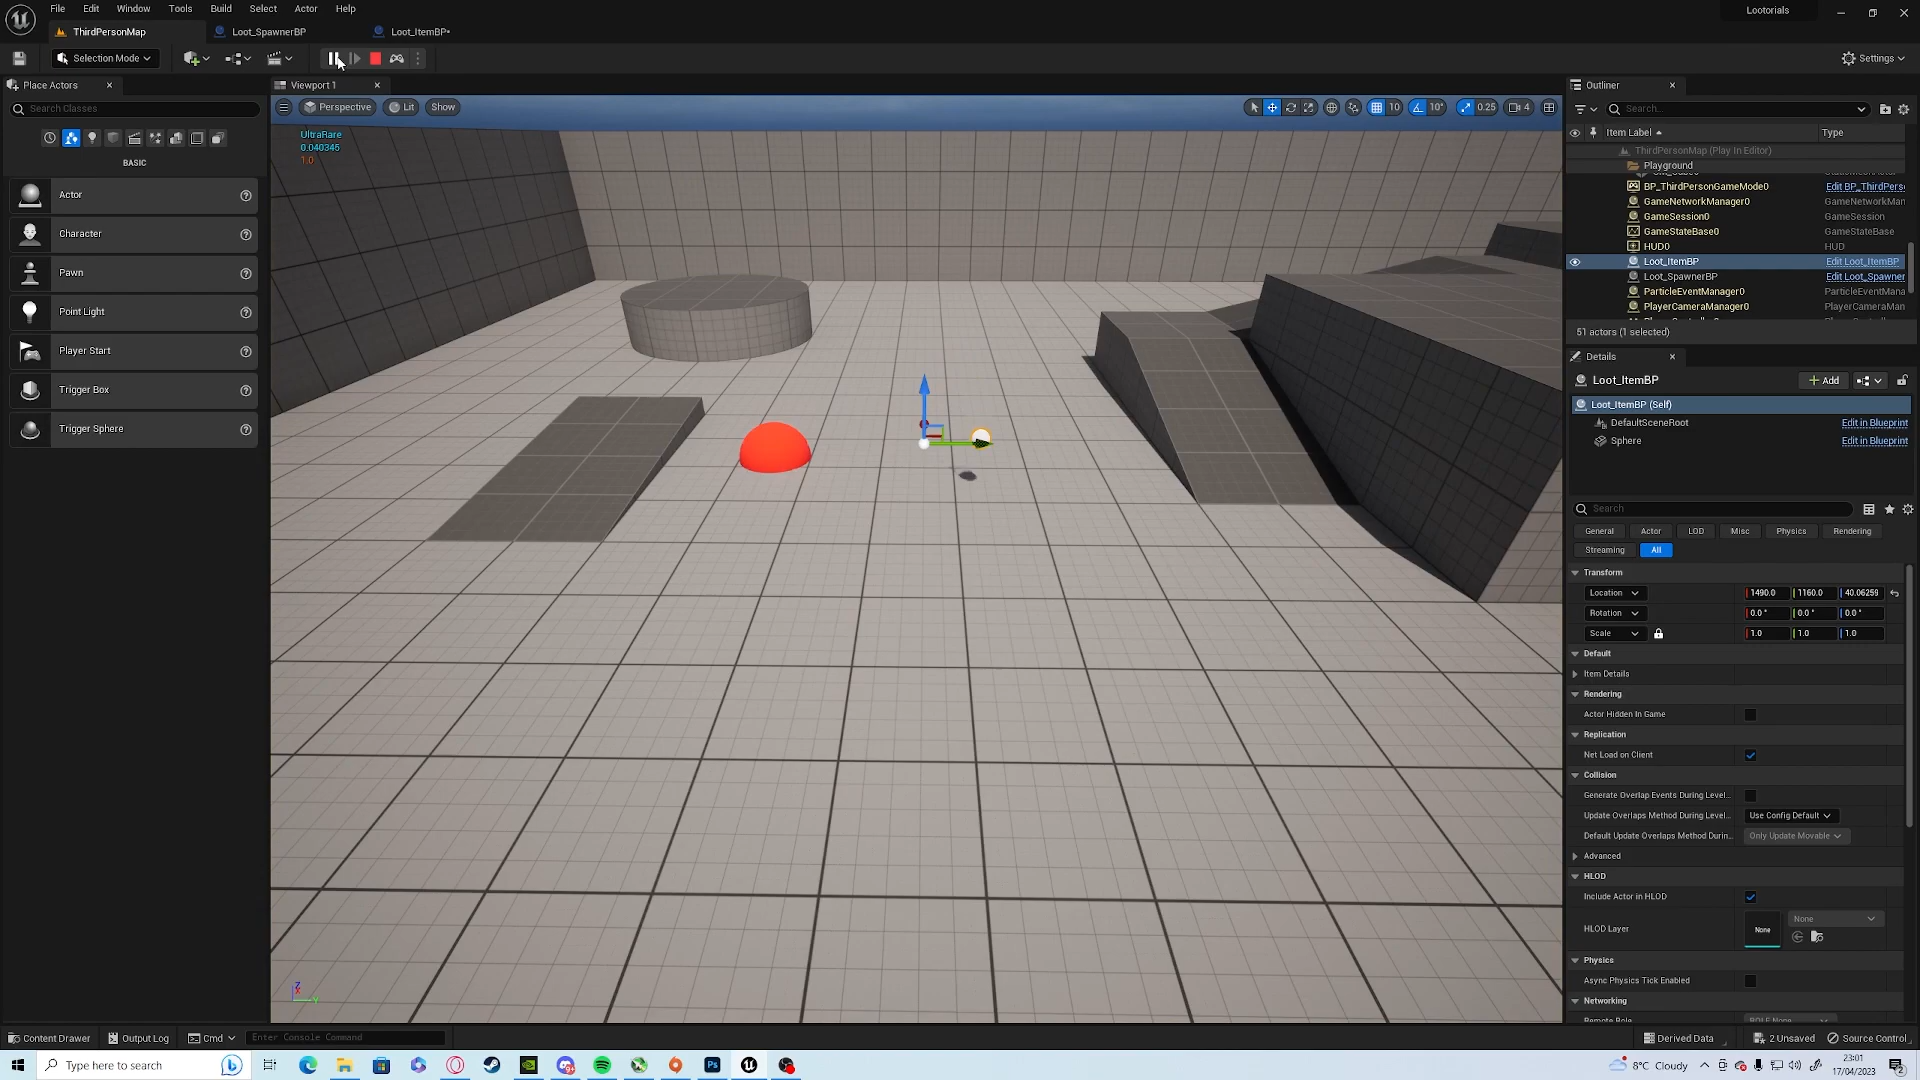 File Edit Window Tools Build Select Actor Help
Lootorials
ThirdPersonMap
Loot_SpawnerBP
Loot_ItemBP*
Selection Mode
Settings
Place Actors
Search Classes
BASIC
Actor
Character
Pawn
Point Light
Player Start
Trigger Box
Trigger Sphere
Viewport 1
Perspective Lit Show
10 10° 0.25 4
UltraRare
0.040345
1.0
Outliner
Search...
Item Label Type
ThirdPersonMap (Play In Editor)
Playground
BP_ThirdPersonGameMode0 Edit BP_ThirdPers
GameNetworkManager0 GameNetworkMan
GameSession0 GameSession
GameStateBase0 GameStateBase
HUD0 HUD
Loot_ItemBP Edit Loot_ItemBP
Loot_SpawnerBP Edit Loot_Spawner
ParticleEventManager0 ParticleEventMana
PlayerCameraManager0 PlayerCameraMan
51 actors (1 selected)
Details
Loot_ItemBP
Add
Loot_ItemBP (Self)
DefaultSceneRoot Edit in Blueprint
Sphere Edit in Blueprint
Search
General Actor LOD Misc Physics Rendering
Streaming All
Transform
Location 1490.0 1160.0 40.06259
Rotation 0.0° 0.0° 0.0°
Scale 1.0 1.0 1.0
Default
Item Details
Rendering
Actor Hidden In Game
Replication
Net Load on Client
Collision
Generate Overlap Events During Level...
Update Overlaps Method During Level... Use Config Default
Default Update Overlaps Method Durin... Only Update Movable
Advanced
HLOD
Include Actor in HLOD
HLOD Layer None None
Physics
Async Physics Tick Enabled
Networking
Content Drawer Output Log Cmd Enter Console Command
Derived Data 2 Unsaved Source Control
Type here to search
8°C Cloudy
23:01
17/04/2023